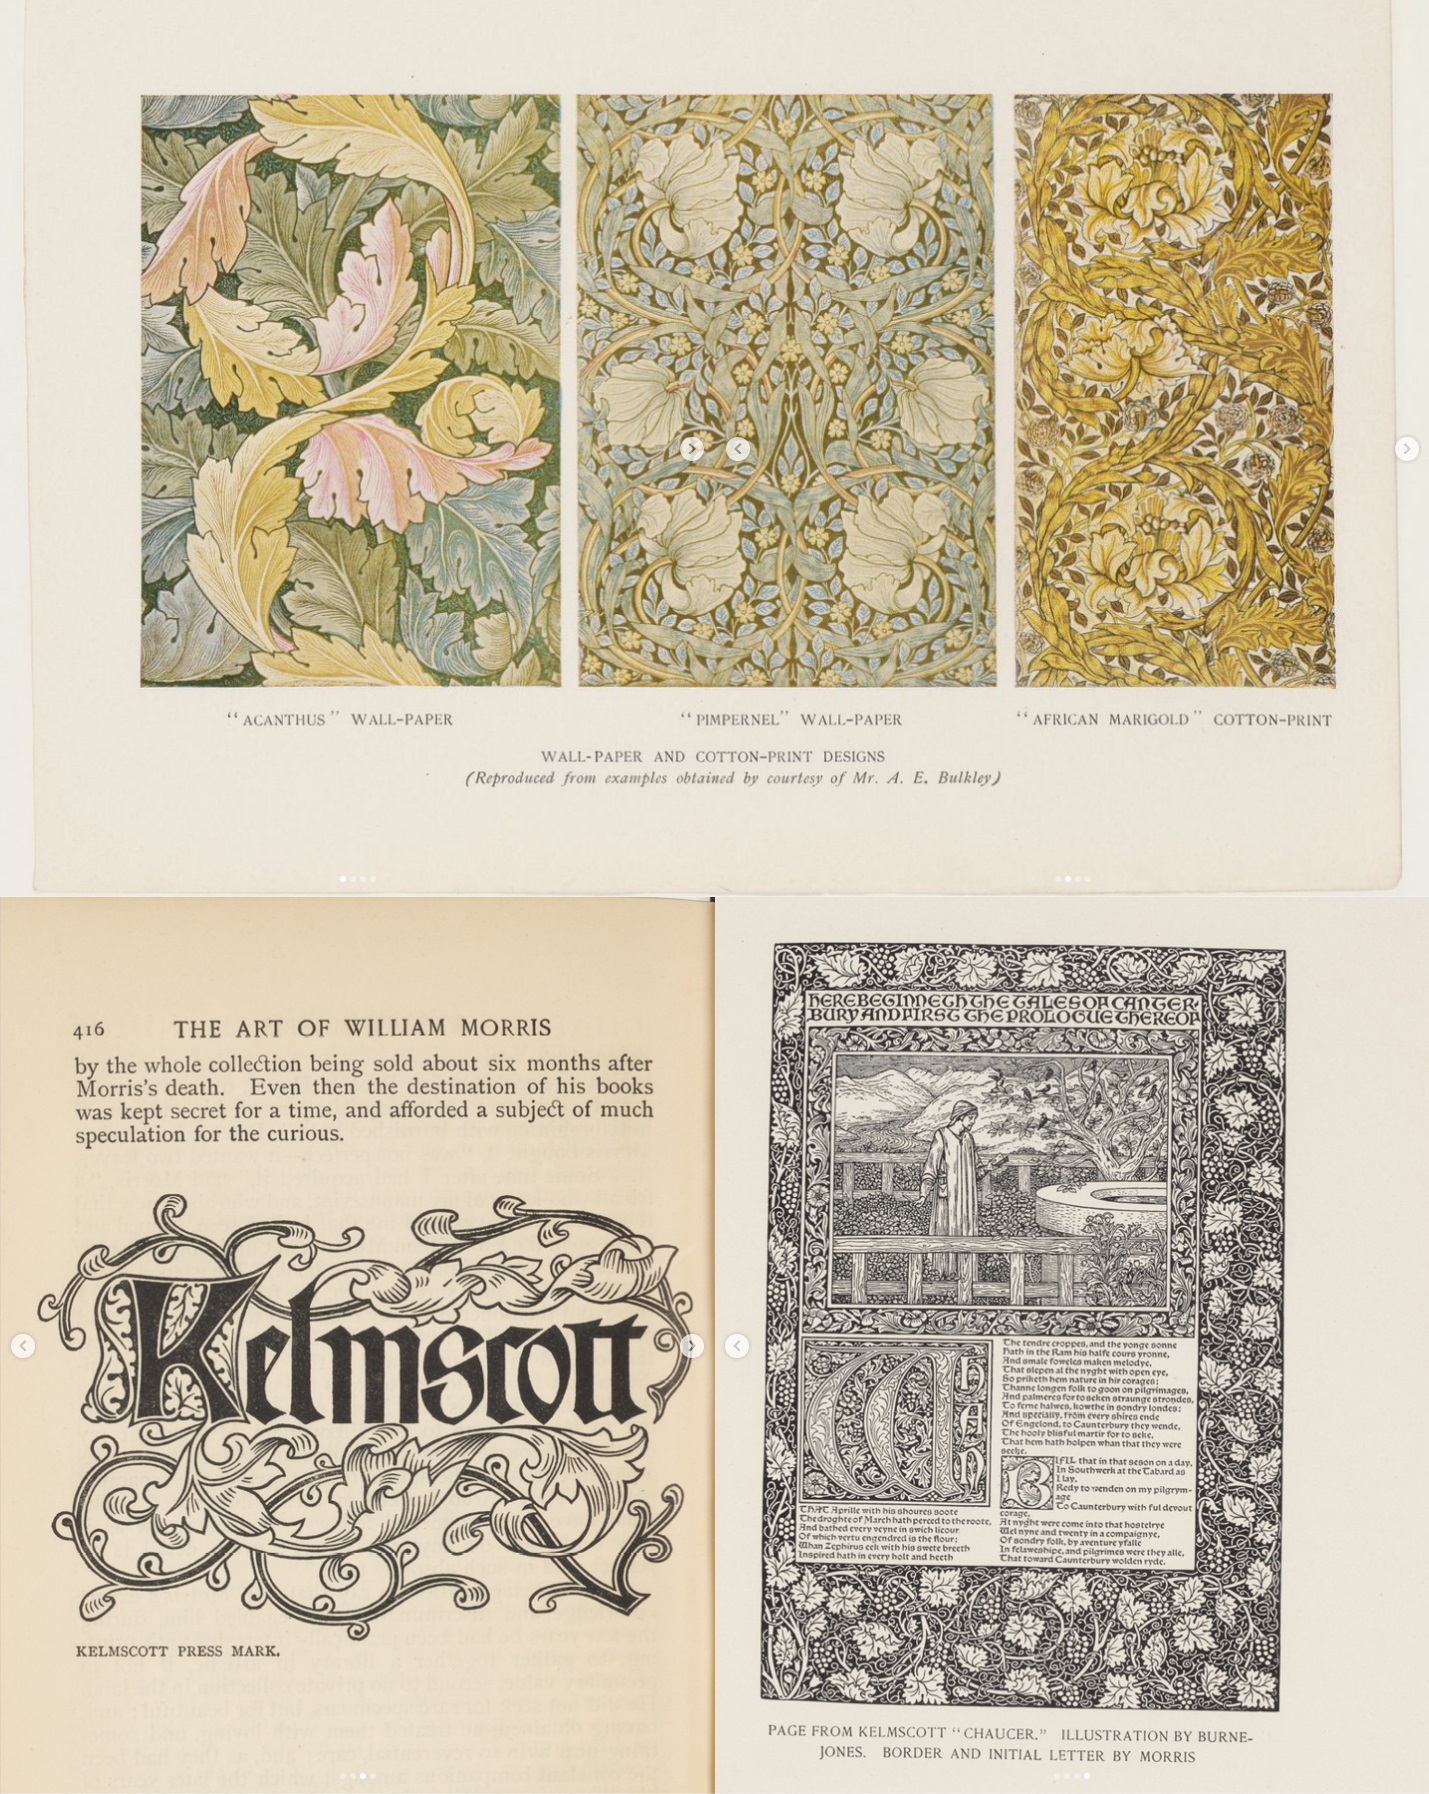 "ACANTHUS" WALL-PAPER
"PIMPERNEL" WALL-PAPER
"AFRICAN MARIGOLD" COTTON-PRINT
WALL-PAPER AND COTTON-PRINT DESIGNS
(Reproduced from examples obtained by courtesy of Mr. A. E. Bulkley)
416 THE ART OF WILLIAM MORRIS
by the whole collection being sold about six months after
Morris's death. Even then the destination of his books
was kept secret for a time, and afforded a subject of much
speculation for the curious.
Kelmscott
KELMSCOTT PRESS MARK.
HERE BEGINNETH THE TALES OF CANTER-
BURY AND FIRST THE PROLOGUE THEREOF
WHAN
THAT Aprille with his shoures soote
The droghte of March hath perced to the roote,
And bathed every veyne in swich licour
Of which vertu engendred is the flour;
Whan Zephirus eek with his swete breeth
Inspired hath in every holt and heeth
The tendre croppes, and the yonge sonne
Hath in the Ram his halfe cours yronne,
And smale foweles maken melodye,
That slepen al the nyght with open eye,
So priketh hem nature in hir corages;
Thanne longen folk to goon on pilgrimages,
And palmeres for to seken straunge strondes,
To ferne halwes, kowthe in sondry londes;
And specially, from every shires ende
Of Engelond, to Caunterbury they wende,
The hooly blisful martir for to seke,
That hem hath holpen whan that they were
seeke.
BIFIL that in that seson on a day,
In Southwerk at the Tabard as
I lay,
Redy to wenden on my pilgrym-
age
To Caunterbury with ful devout
corage,
At nyght were come into that hostelrye
Wel nyne and twenty in a compaignye,
Of sondry folk, by aventure yfalle
In felaweshipe, and pilgrimes were they alle,
That toward Caunterbury wolden ryde.
PAGE FROM KELMSCOTT "CHAUCER." ILLUSTRATION BY BURNE-
JONES. BORDER AND INITIAL LETTER BY MORRIS